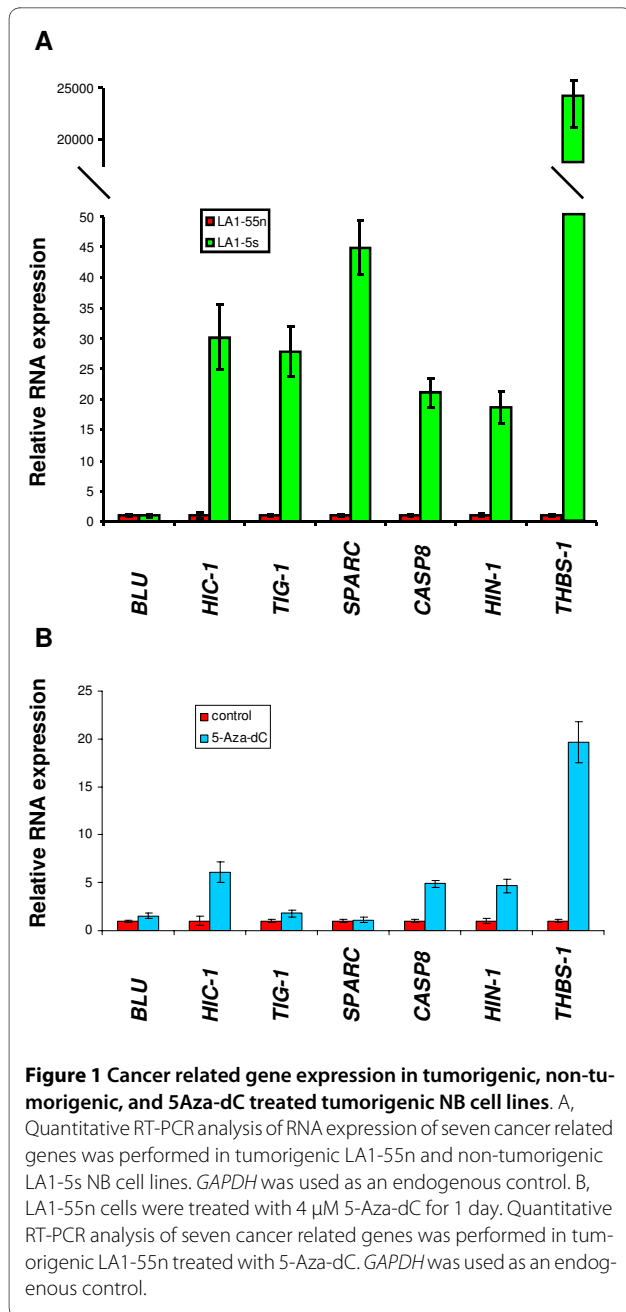 A
25000
20000
50
45
40
35
30
25
20
15
10
5
0
Relative RNA expression
LA1-55n
LA1-5s
BLU
HIC-1
TIG-1
SPARC
CASP8
HIN-1
THBS-1
B
25
20
15
10
5
0
Relative RNA expression
control
5-Aza-dC
BLU
HIC-1
TIG-1
SPARC
CASP8
HIN-1
THBS-1
Figure 1 Cancer related gene expression in tumorigenic, non-tu-
morigenic, and 5Aza-dC treated tumorigenic NB cell lines. A,
Quantitative RT-PCR analysis of RNA expression of seven cancer related
genes was performed in tumorigenic LA1-55n and non-tumorigenic
LA1-5s NB cell lines. GAPDH was used as an endogenous control. B,
LA1-55n cells were treated with 4 μM 5-Aza-dC for 1 day. Quantitative
RT-PCR analysis of seven cancer related genes was performed in tum-
origenic LA1-55n treated with 5-Aza-dC. GAPDH was used as an endog-
enous control.